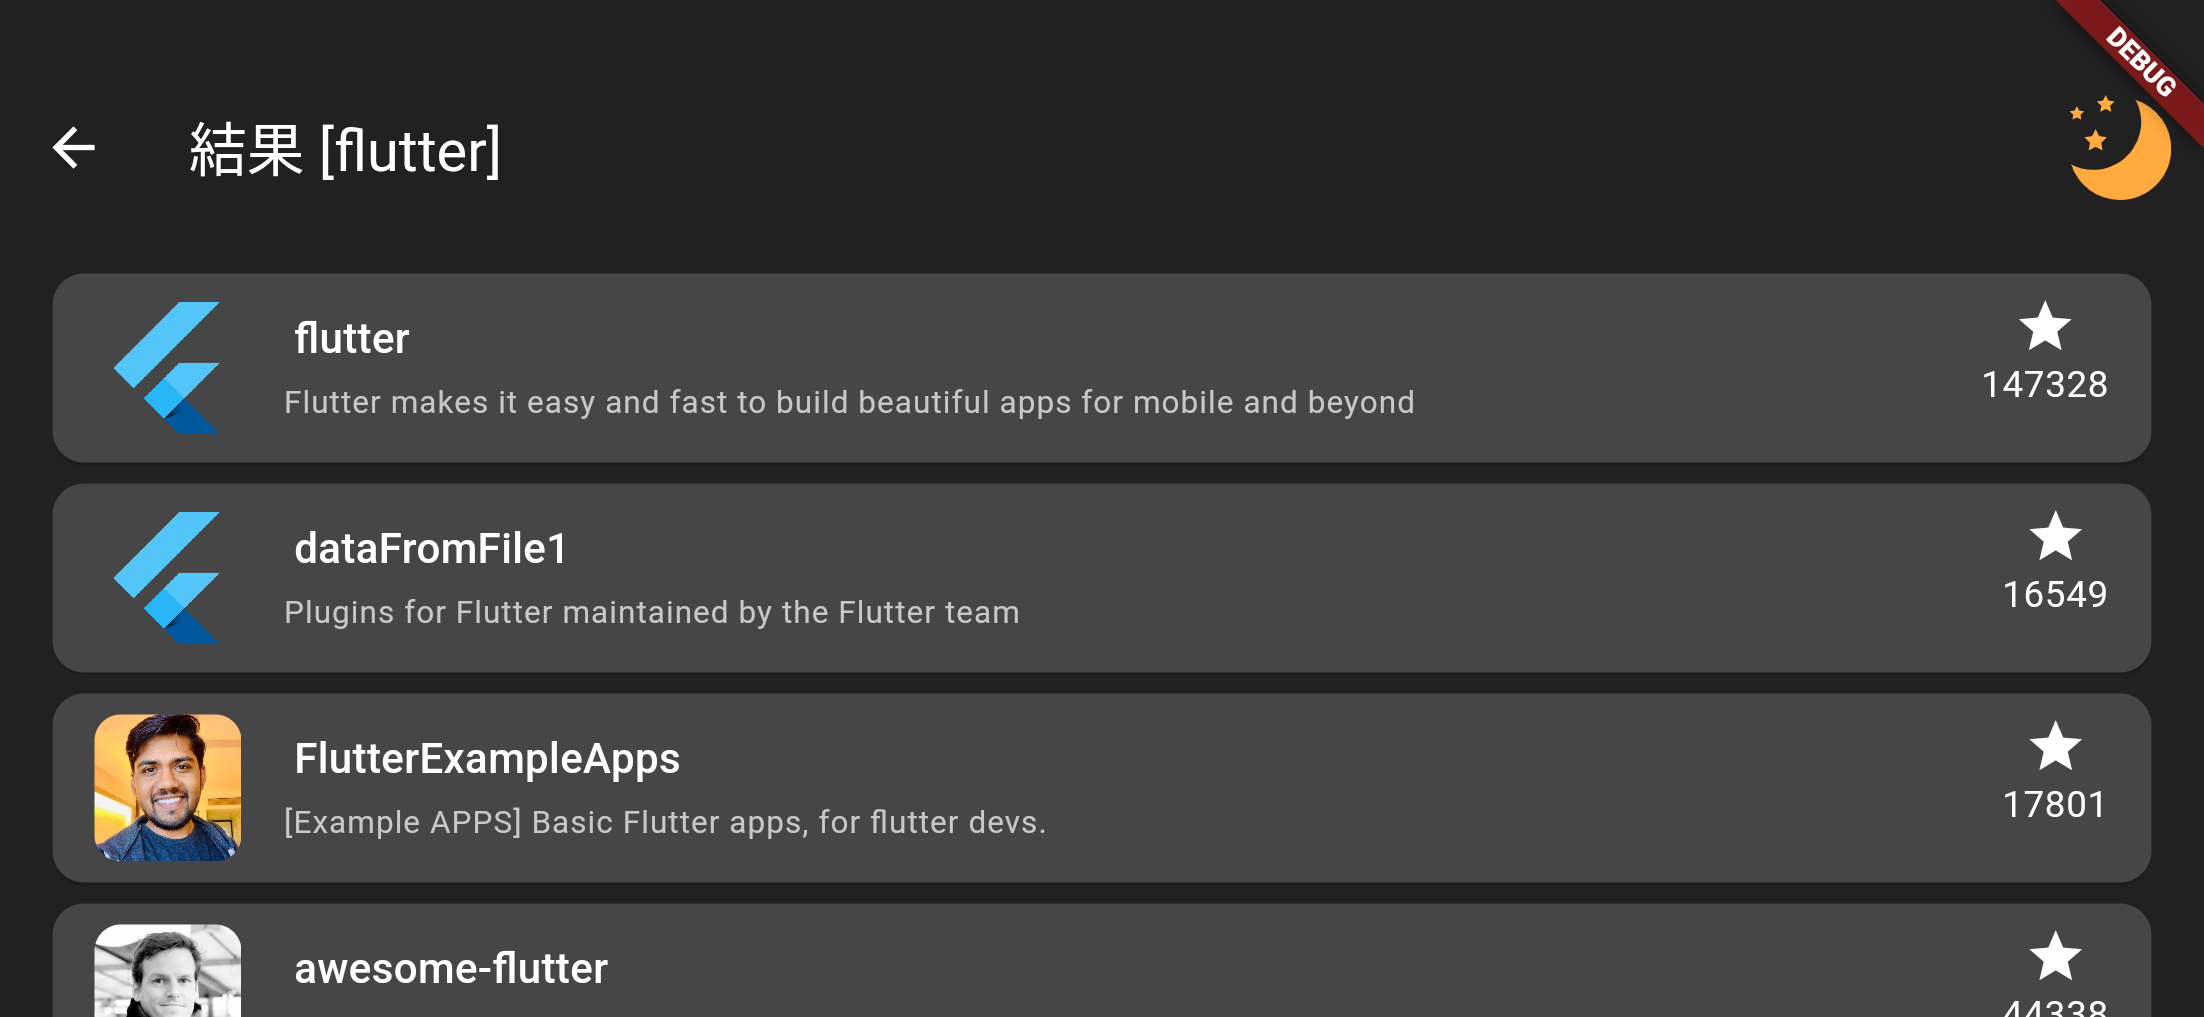 DEBUG
結果 [flutter]
flutter
Flutter makes it easy and fast to build beautiful apps for mobile and beyond
147328
dataFromFile1
Plugins for Flutter maintained by the Flutter team
16549
FlutterExampleApps
[Example APPS] Basic Flutter apps, for flutter devs.
17801
awesome-flutter
44338